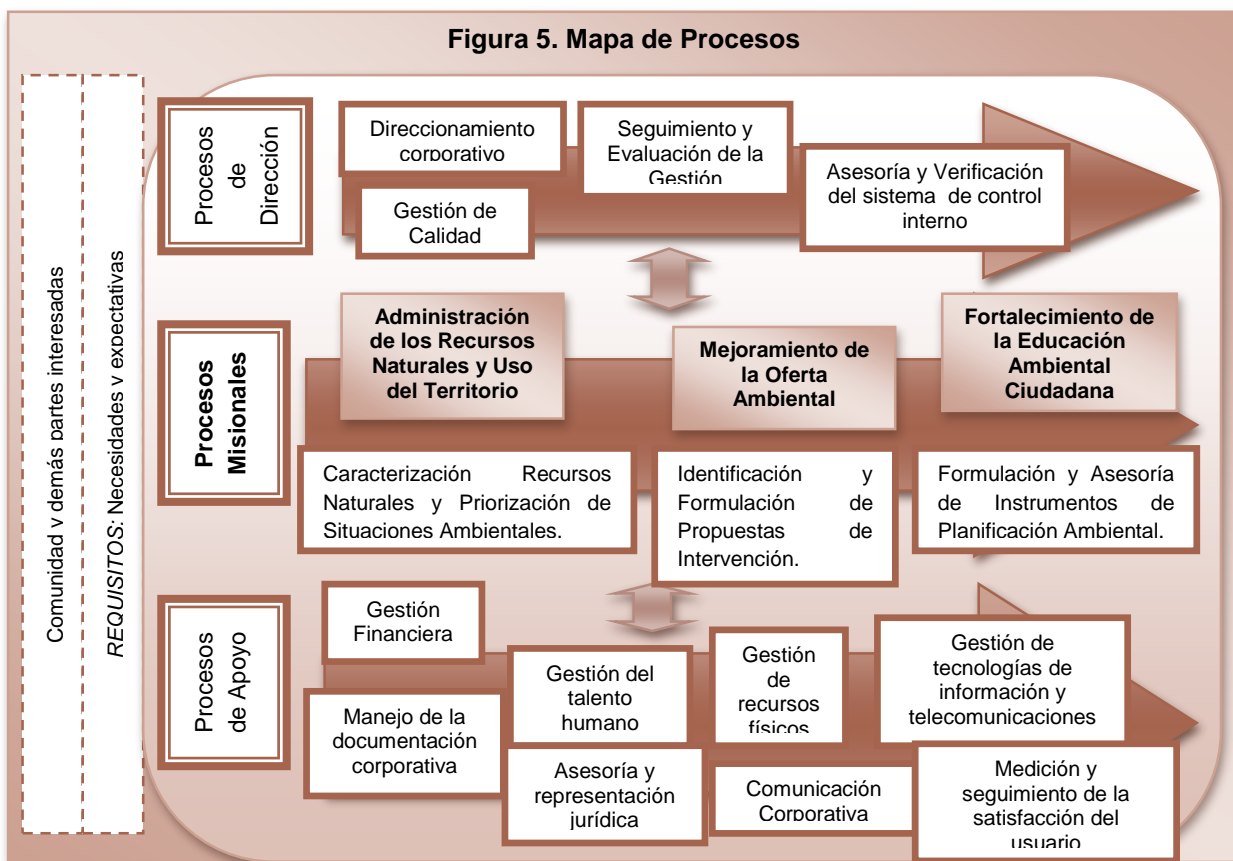 Figura 5. Mapa de Procesos
Comunidad y demás partes interesadas
REQUISITOS: Necesidades y expectativas
Procesos
de
Dirección
Direccionamiento
corporativo
Gestión de
Calidad
Seguimiento y
Evaluación de la
Gestión
Asesoría y Verificación
del sistema de control
interno
Procesos
Misionales
Administración
de los Recursos
Naturales y Uso
del Territorio
Mejoramiento de
la Oferta
Ambiental
Fortalecimiento de
la Educación
Ambiental
Ciudadana
Caracterización Recursos
Naturales y Priorización de
Situaciones Ambientales.
Identificación y
Formulación de
Propuestas de
Intervención.
Formulación y Asesoría
de Instrumentos de
Planificación Ambiental.
Procesos
de Apoyo
Gestión
Financiera
Manejo de la
documentación
corporativa
Gestión del
talento
humano
Asesoría y
representación
jurídica
Gestión
de
recursos
físicos
Comunicación
Corporativa
Gestión de
tecnologías de
información y
telecomunicaciones
Medición y
seguimiento de la
satisfacción del
usuario